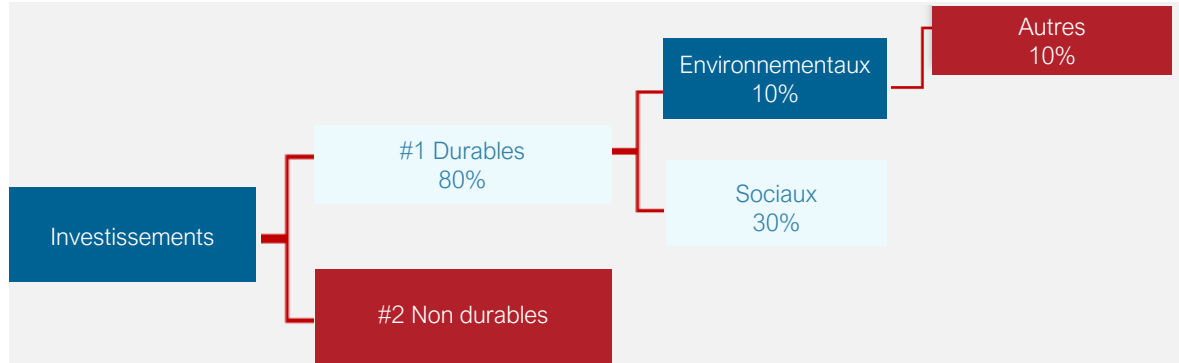 Investissements
#1 Durables
80%
#2 Non durables
Environnementaux
10%
Sociaux
30%
Autres
10%